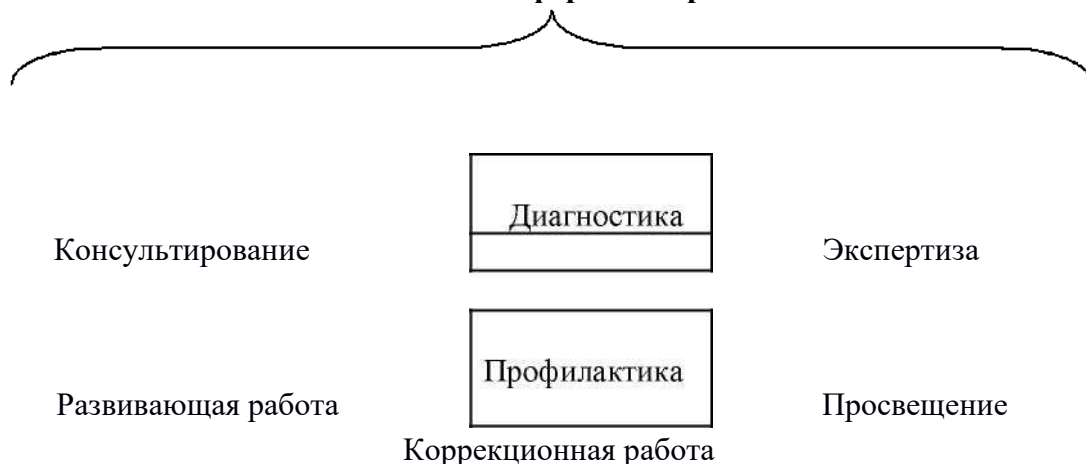 Диагностика
Консультирование
Экспертиза
Профилактика
Развивающая работа
Просвещение
Коррекционная работа